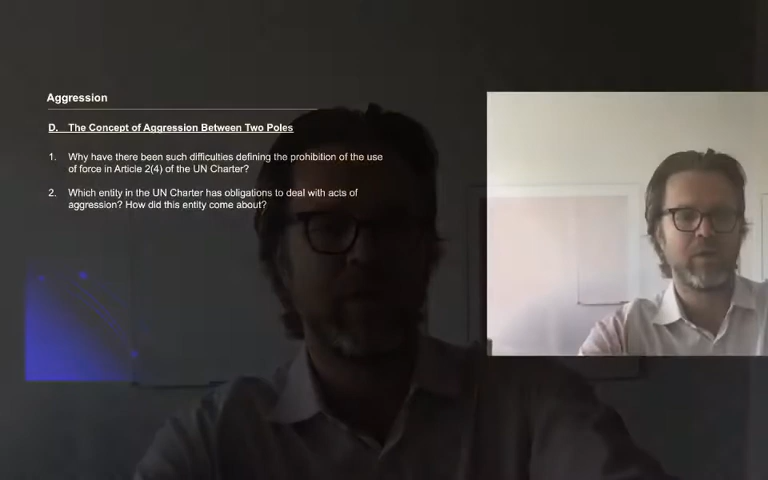 Aggression
D. The Concept of Aggression Between Two Poles
1. Why have there been such difficulties defining the prohibition of the use
of force in Article 2(4) of the UN Charter?
2. Which entity in the UN Charter has obligations to deal with acts of
aggression? How did this entity come about?